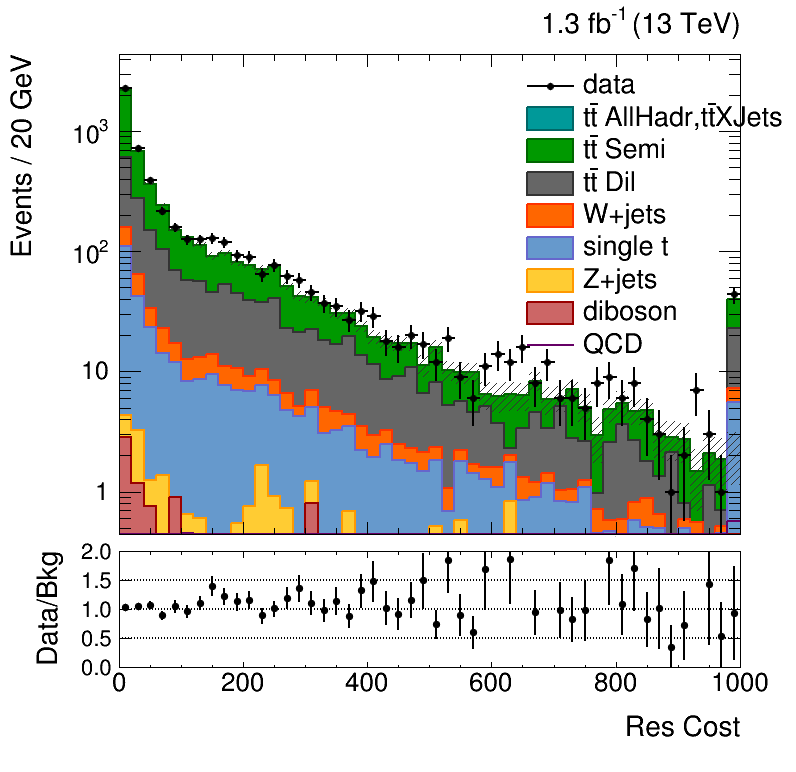 1.3 fb⁻¹ (13 TeV)
Events / 20 GeV
10³
10²
10
1
data
tt̄ AllHadr,tt̄XJets
tt̄ Semi
tt̄ Dil
W+jets
single t
Z+jets
diboson
QCD
Data/Bkg
2.0
1.5
1.0
0.5
0.0
0 200 400 600 800 1000
Res Cost